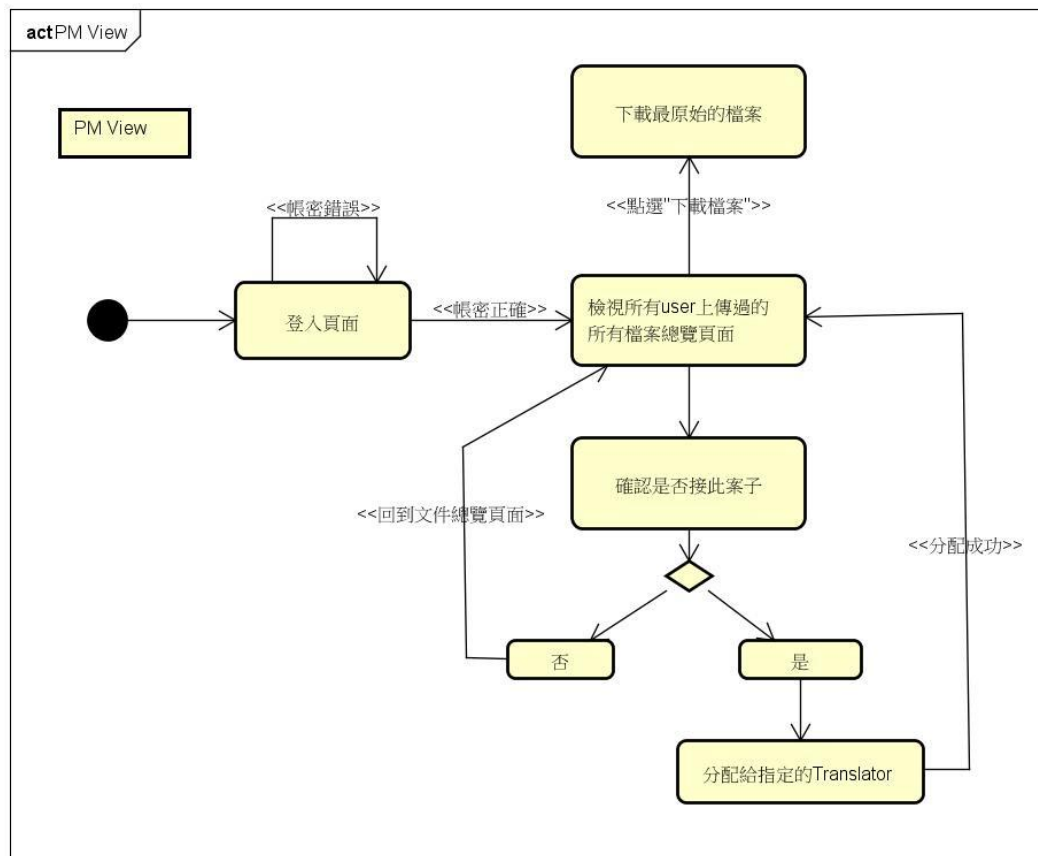 actPM View
PM View
下載最原始的檔案
<<點選"下載檔案">>
<<帳密錯誤>>
登入頁面
<<帳密正確>>
檢視所有user上傳過的
所有檔案總覽頁面
確認是否接此案子
<<回到文件總覽頁面>>
<<分配成功>>
否
是
分配給指定的Translator